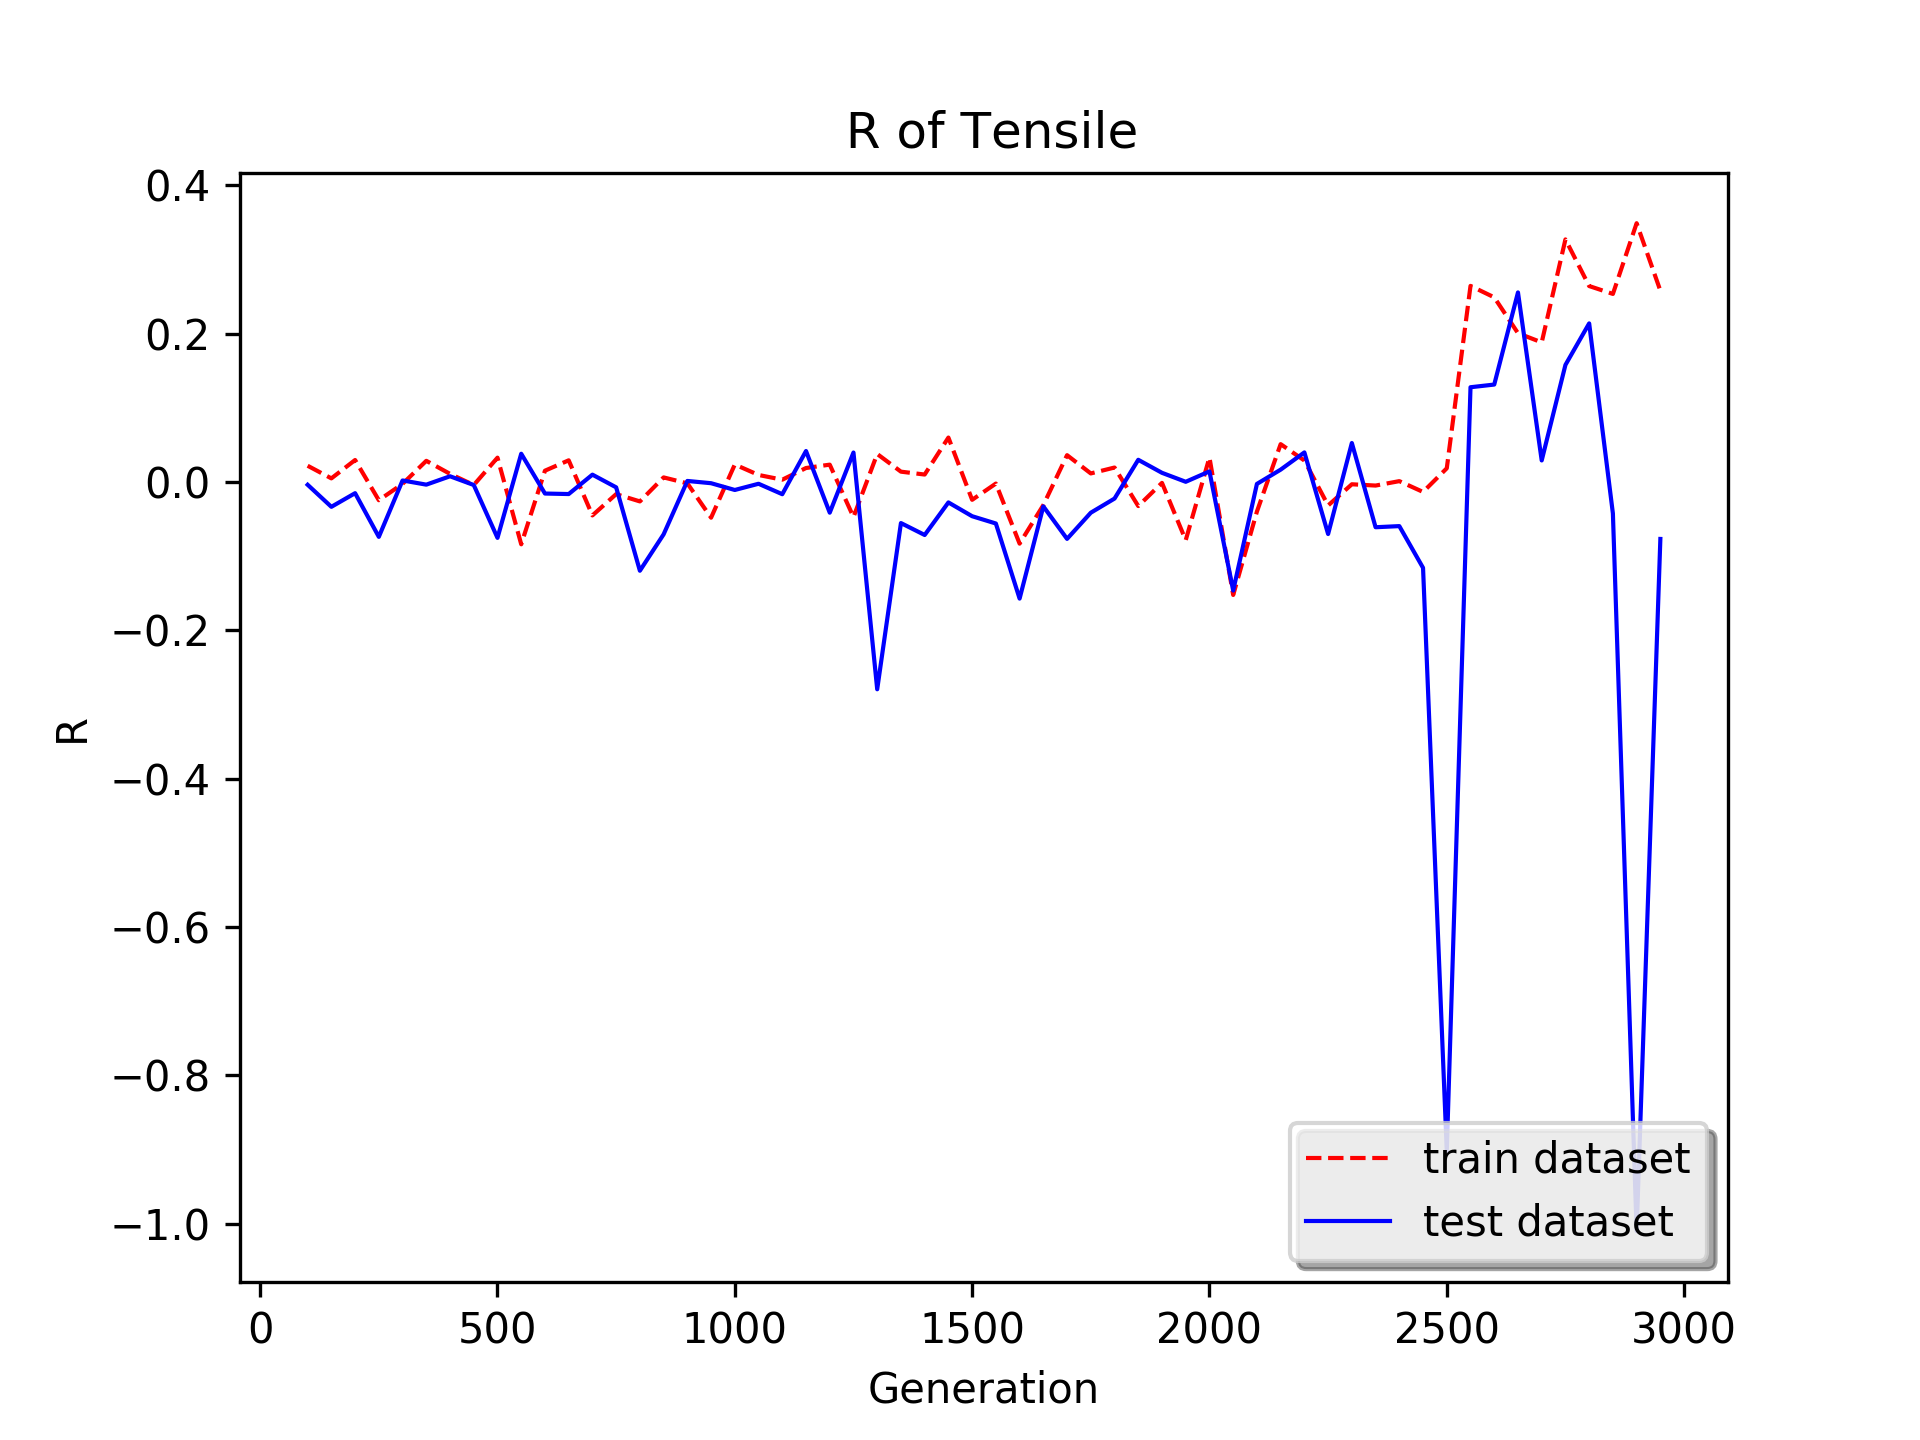 R of Tensile
0.4
0.2
0.0
−0.2
−0.4
−0.6
−0.8
−1.0
R
train dataset
test dataset
0 500 1000 1500 2000 2500 3000
Generation